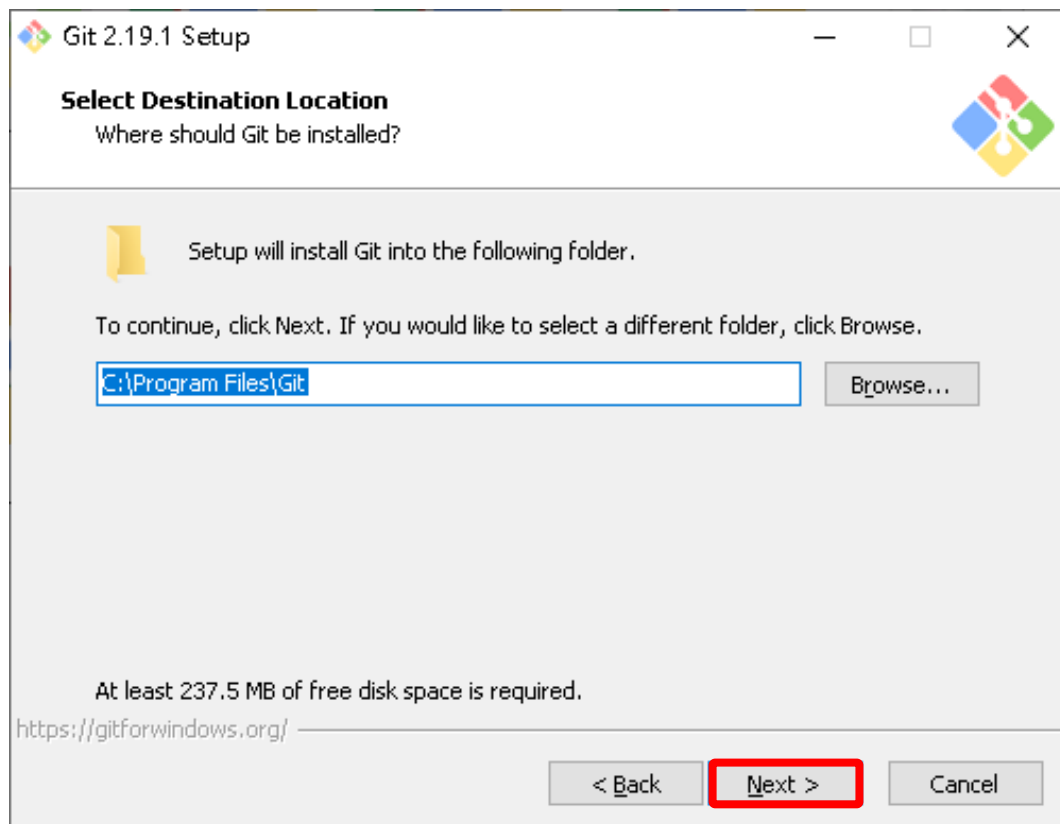 Git 2.19.1 Setup
Select Destination Location
Where should Git be installed?
Setup will install Git into the following folder.
To continue, click Next. If you would like to select a different folder, click Browse.
C:\Program Files\Git
Browse...
At least 237.5 MB of free disk space is required.
https://gitforwindows.org/
< Back
Next >
Cancel